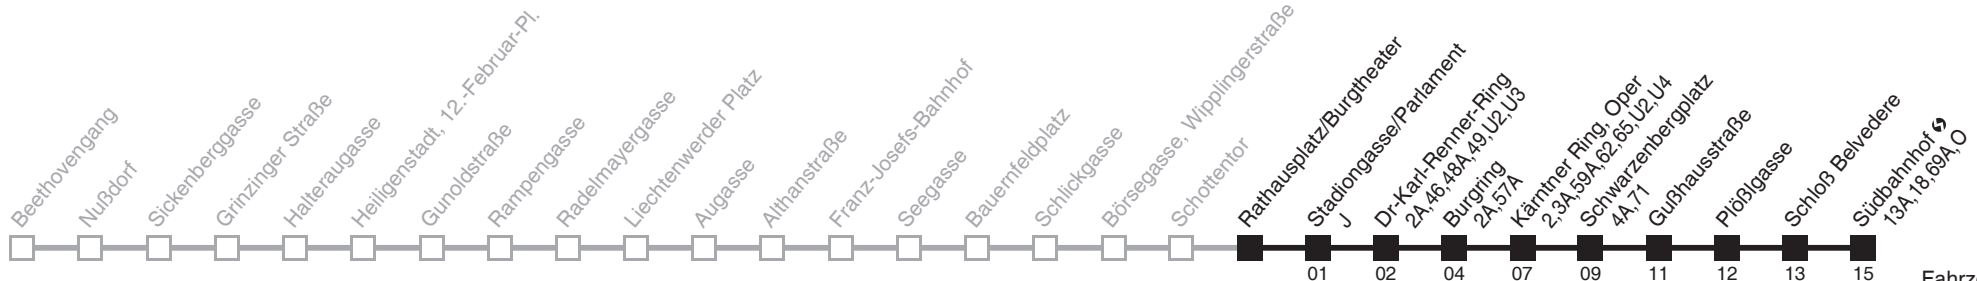 Beethovengang
Nußdorf
Sickenberggasse
Grinzinger Straße
Halteraugasse
Heiligenstadt, 12.-Februar-Pl.
Gunoldstraße
Rampengasse
Radelmayergasse
Liechtenwerder Platz
Augasse
Althanstraße
Franz-Josefs-Bahnhof
Seegasse
Bauernfeldplatz
Schlickgasse
Börsegasse, Wipplingerstraße
Schottentor
Rathausplatz/Burgtheater
Stadiongasse/Parlament
J
Dr-Karl-Renner-Ring
2A,46,48A,49,U2,U3
Burgring
2A,57A
Kärntner Ring, Oper
2,3A,59A,62,65,U2,U4
Schwarzenbergplatz
4A,71
Gußhausstraße
Plößlgasse
Schloß Belvedere
Südbahnhof
13A,18,69A,O
01 02 04 07 09 11 12 13 15